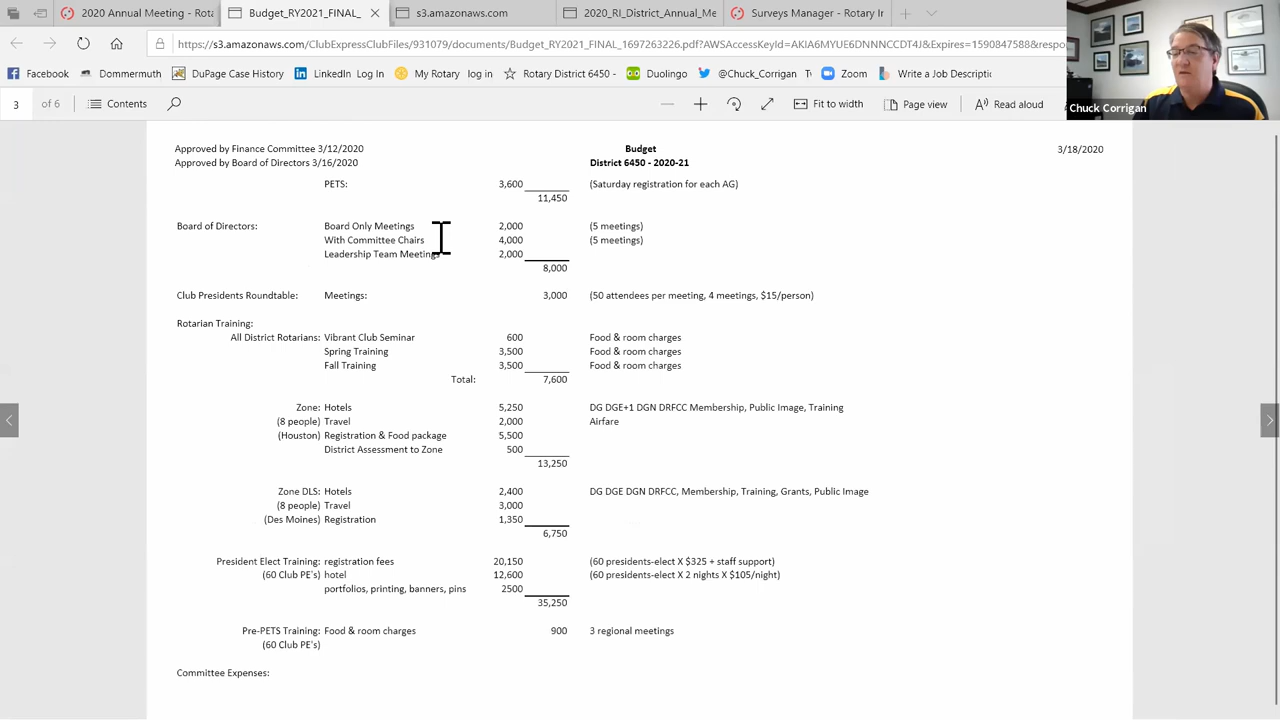 2020 Annual Meeting - Rota
Budget_RY2021_FINAL_
s3.amazonaws.com
2020_RI_District_Annual_Me
Surveys Manager - Rotary Ir
https://s3.amazonaws.com/ClubExpressClubFiles/931079/documents/Budget_RY2021_FINAL_1697263226.pdf?AWSAccessKeyId=AKIA6MYUE6DNNNCCDT4J&Expires=1590847588&respo
Facebook
Dommermuth
DuPage Case History
LinkedIN Log In
My Rotary log in
Rotary District 6450 -
Duolingo
@Chuck_Corrigan
Zoom
Write a Job Descriptic
3 of 6
Contents
Fit to width
Page view
Read aloud
Chuck Corrigan
Approved by Finance Committee 3/12/2020 Budget 3/18/2020
Approved by Board of Directors 3/16/2020 District 6450 - 2020-21
PETS: 3,600 (Saturday registration for each AG)
11,450
Board of Directors: Board Only Meetings 2,000 (5 meetings)
With Committee Chairs 4,000 (5 meetings)
Leadership Team Meetings 2,000
8,000
Club Presidents Roundtable: Meetings: 3,000 (50 attendees per meeting, 4 meetings, $15/person)
Rotarian Training:
All District Rotarians: Vibrant Club Seminar 600 Food & room charges
Spring Training 3,500 Food & room charges
Fall Training 3,500 Food & room charges
Total: 7,600
Zone: Hotels 5,250 DG DGE+1 DGN DRFCC Membership, Public Image, Training
(8 people) Travel 2,000 Airfare
(Houston) Registration & Food package 5,500
District Assessment to Zone 500
13,250
Zone DLS: Hotels 2,400 DG DGE DGN DRFCC, Membership, Training, Grants, Public Image
(8 people) Travel 3,000
(Des Moines) Registration 1,350
6,750
President Elect Training: registration fees 20,150 (60 presidents-elect X $325 + staff support)
(60 Club PE's) hotel 12,600 (60 presidents-elect X 2 nights X $105/night)
portfolios, printing, banners, pins 2500
35,250
Pre-PETS Training: Food & room charges 900 3 regional meetings
(60 Club PE's)
Committee Expenses: